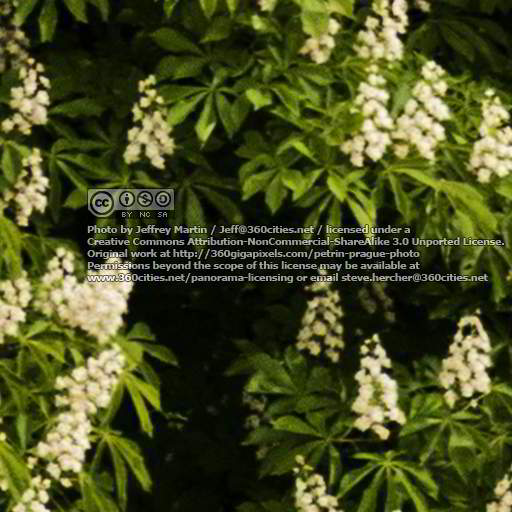 cc
BY NC SA
Photo by Jeffrey Martin / Jeff@360cities.net / licensed under a
Creative Commons Attribution-NonCommercial-ShareAlike 3.0 Unported License.
Original work at http://360gigapixels.com/petrin-prague-photo
Permissions beyond the scope of this license may be available at
www.360cities.net/panorama-licensing or email steve.hercher@360cities.net